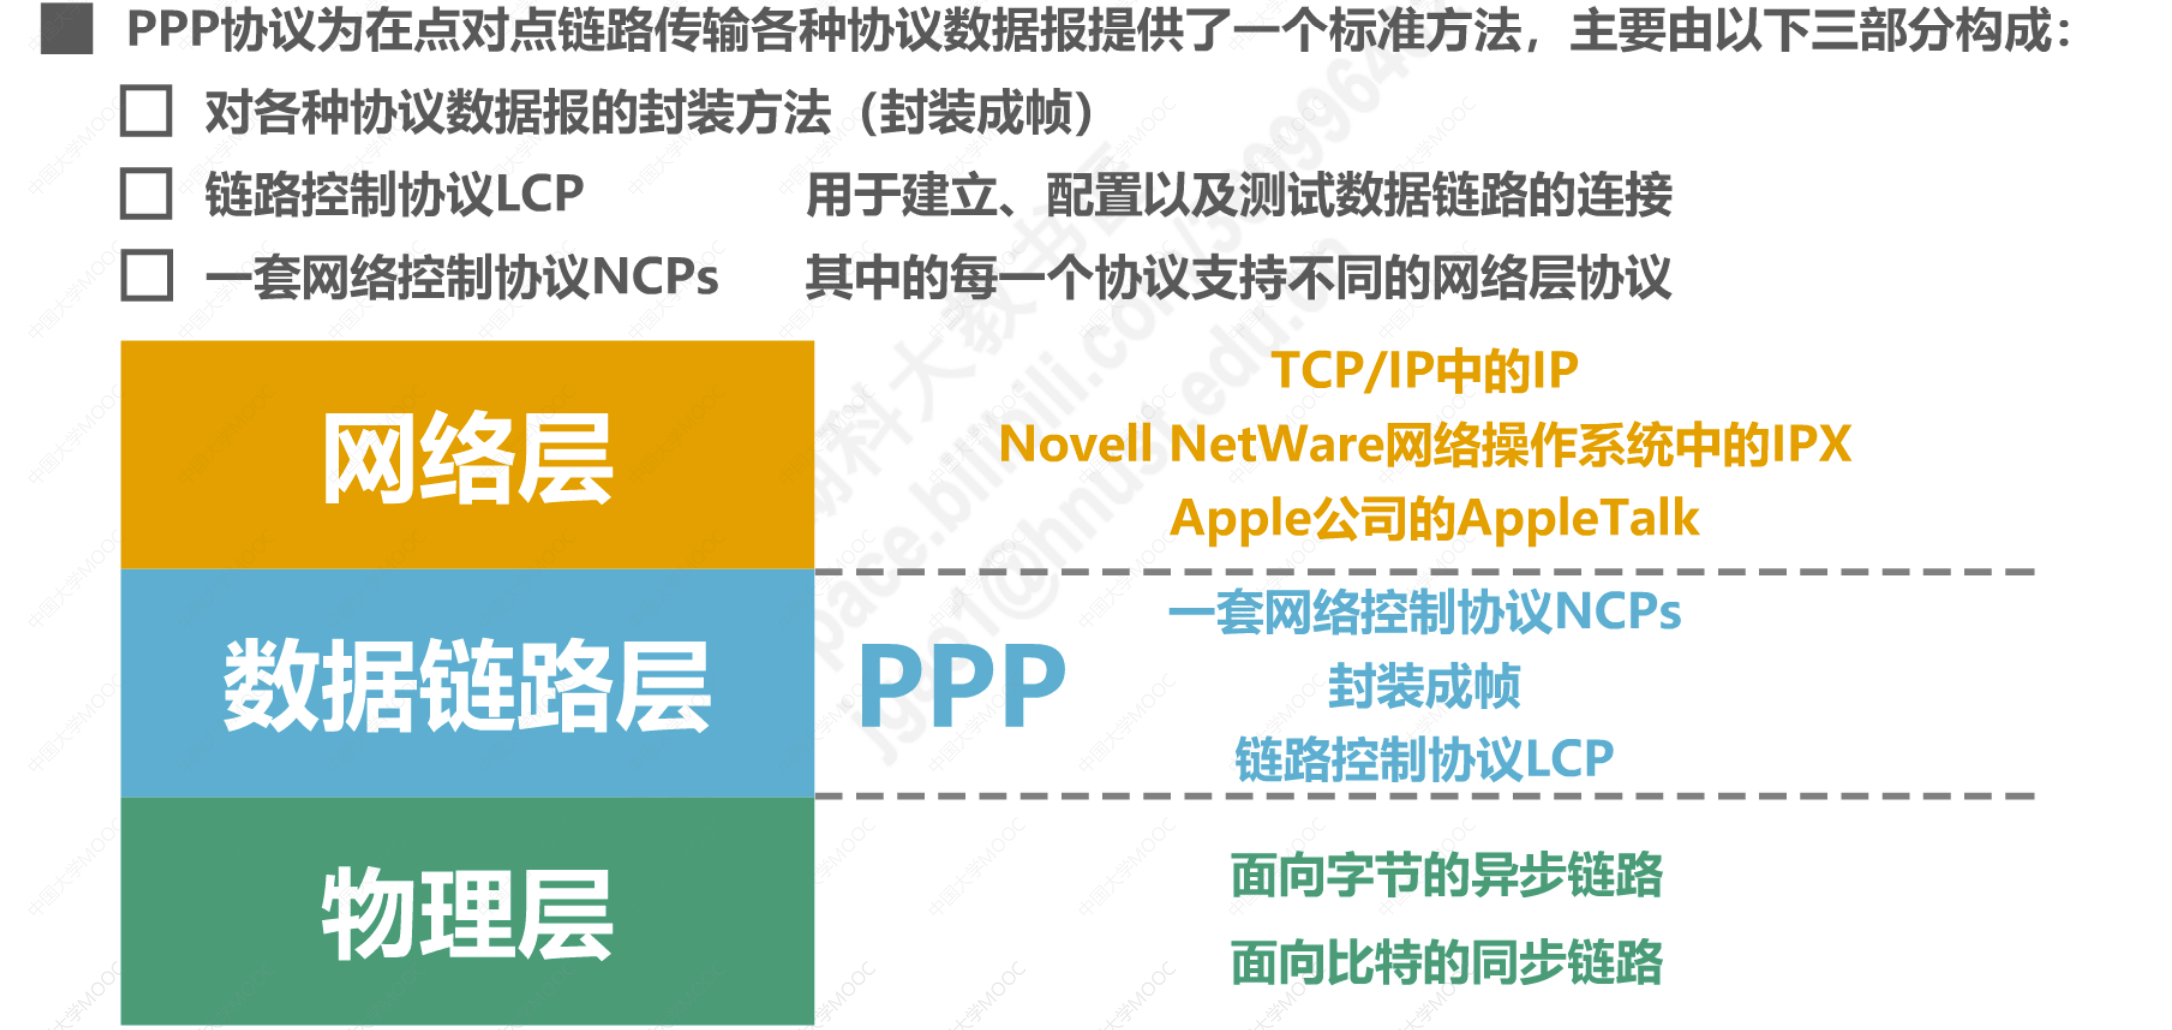 PPP协议为在点对点链路传输各种协议数据报提供了一个标准方法，主要由以下三部分构成：
对各种协议数据报的封装方法（封装成帧）
链路控制协议LCP 用于建立、配置以及测试数据链路的连接
一套网络控制协议NCPs 其中的每一个协议支持不同的网络层协议
网络层
TCP/IP中的IP
Novell NetWare网络操作系统中的IPX
Apple公司的AppleTalk
数据链路层
PPP
一套网络控制协议NCPs
封装成帧
链路控制协议LCP
物理层
面向字节的异步链路
面向比特的同步链路
中国大学MOOC